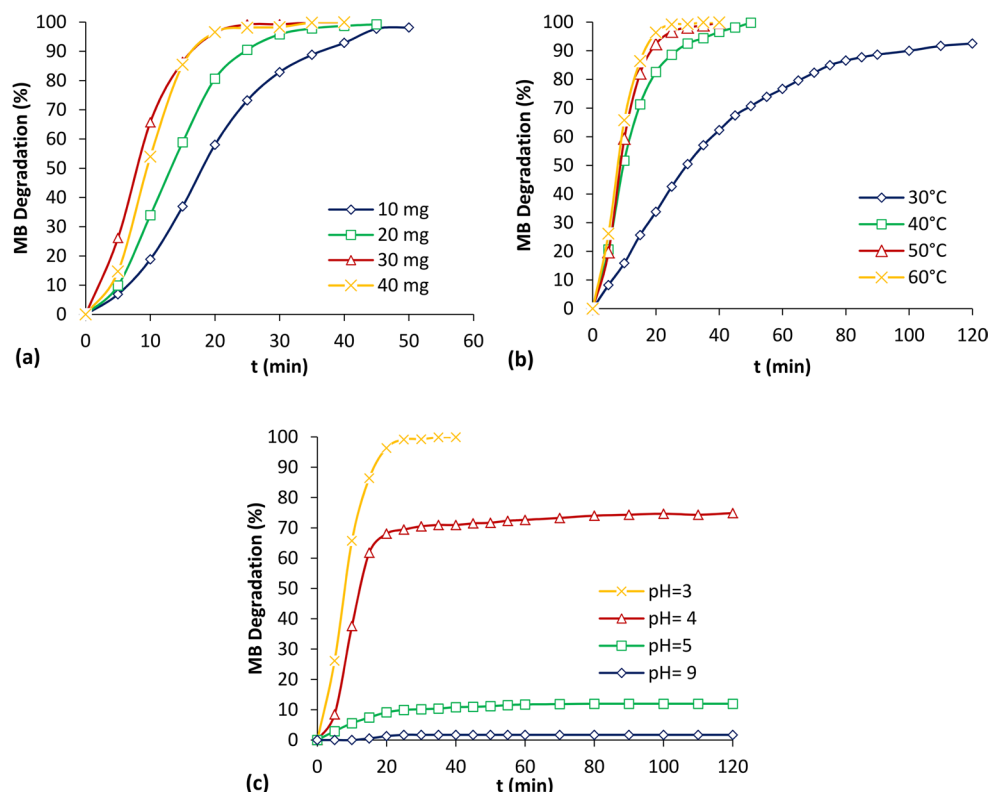 100
90
80
70
60
50
40
30
20
10
0
MB Degradation (%)
10 mg
20 mg
30 mg
40 mg
0 10 20 30 40 50 60
t (min)
(a)
100
90
80
70
60
50
40
30
20
10
0
MB Degradation (%)
30°C
40°C
50°C
60°C
0 20 40 60 80 100 120
t (min)
(b)
100
90
80
70
60
50
40
30
20
10
0
MB Degradation (%)
pH=3
pH= 4
pH=5
pH= 9
0 20 40 60 80 100 120
t (min)
(c)